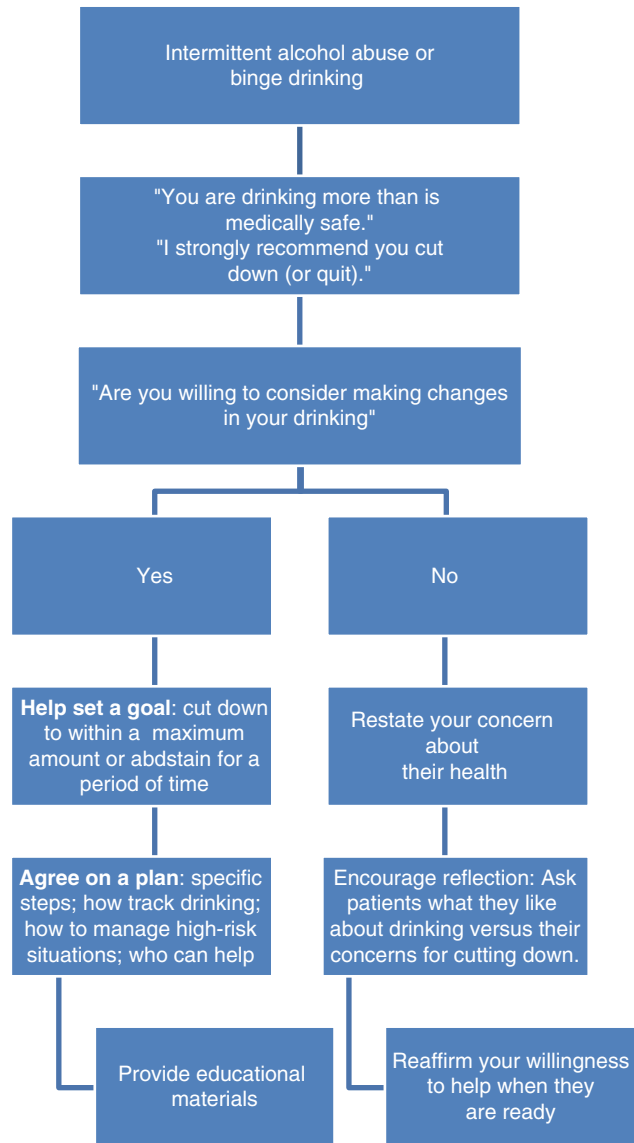 Intermittent alcohol abuse or
binge drinking
"You are drinking more than is
medically safe."
"I strongly recommend you cut
down (or quit)."
"Are you willing to consider making changes
in your drinking"
Yes
No
Help set a goal: cut down
to within a maximum
amount or abdstain for a
period of time
Restate your concern
about
their health
Agree on a plan: specific
steps; how track drinking;
how to manage high-risk
situations; who can help
Encourage reflection: Ask
patients what they like
about drinking versus their
concerns for cutting down.
Provide educational
materials
Reaffirm your willingness
to help when they
are ready